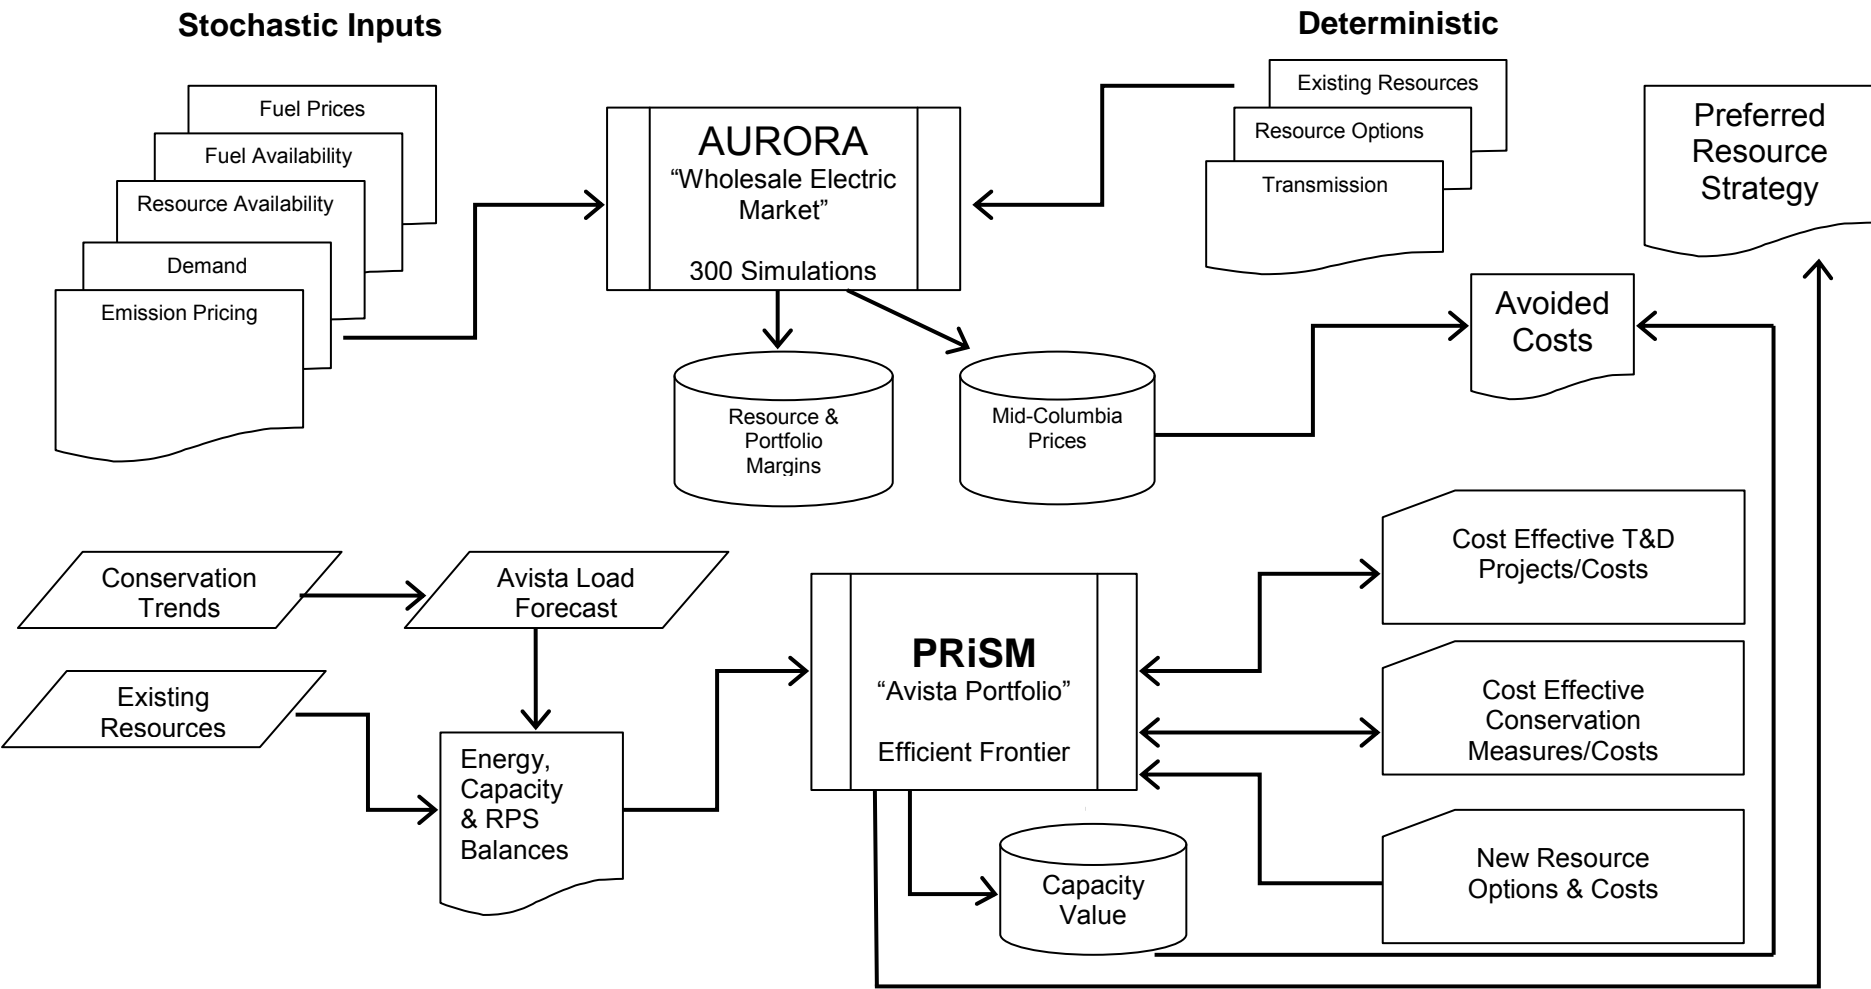 Stochastic Inputs
Deterministic
Fuel Prices
Fuel Availability
Resource Availability
Demand
Emission Pricing
AURORA
“Wholesale Electric
Market”
300 Simulations
Existing Resources
Resource Options
Transmission
Preferred
Resource
Strategy
Avoided
Costs
Resource &
Portfolio
Margins
Mid-Columbia
Prices
Conservation
Trends
Avista Load
Forecast
Existing
Resources
Energy,
Capacity
& RPS
Balances
PRiSM
“Avista Portfolio”
Efficient Frontier
Capacity
Value
Cost Effective T&D
Projects/Costs
Cost Effective
Conservation
Measures/Costs
New Resource
Options & Costs